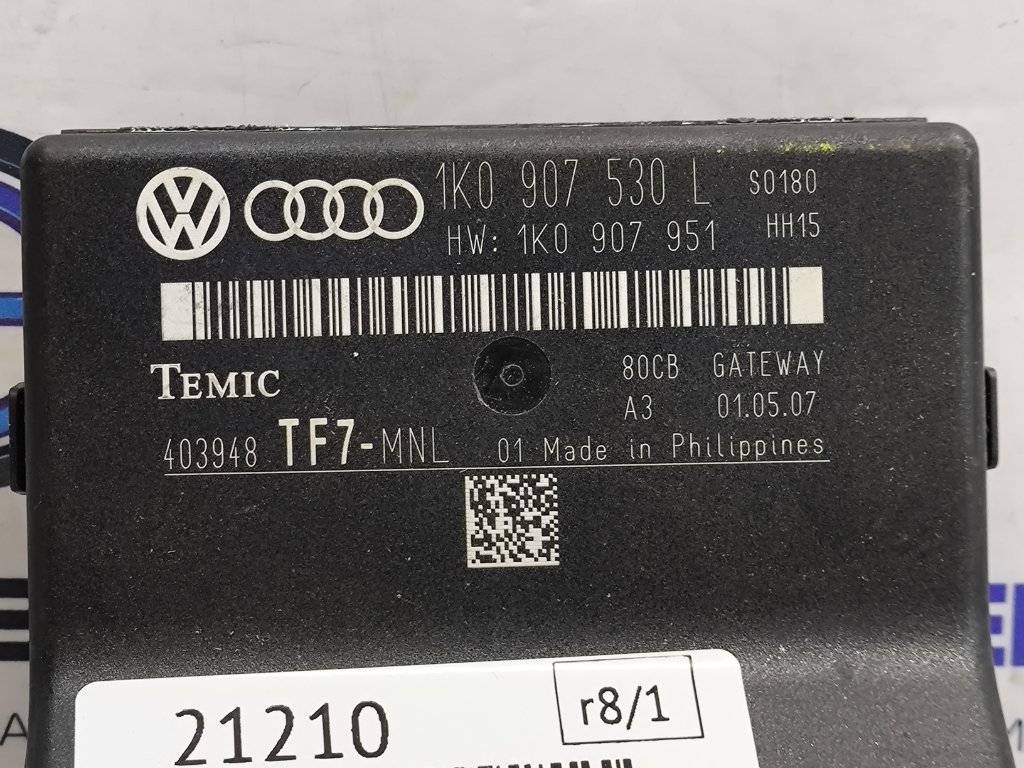 1K0 907 530 L S0180
HW: 1K0 907 951 HH15
TEMIC
80CB GATEWAY
A3 01.05.07
403948 TF7-MNL 01 Made in Philippines
21210
r8/1